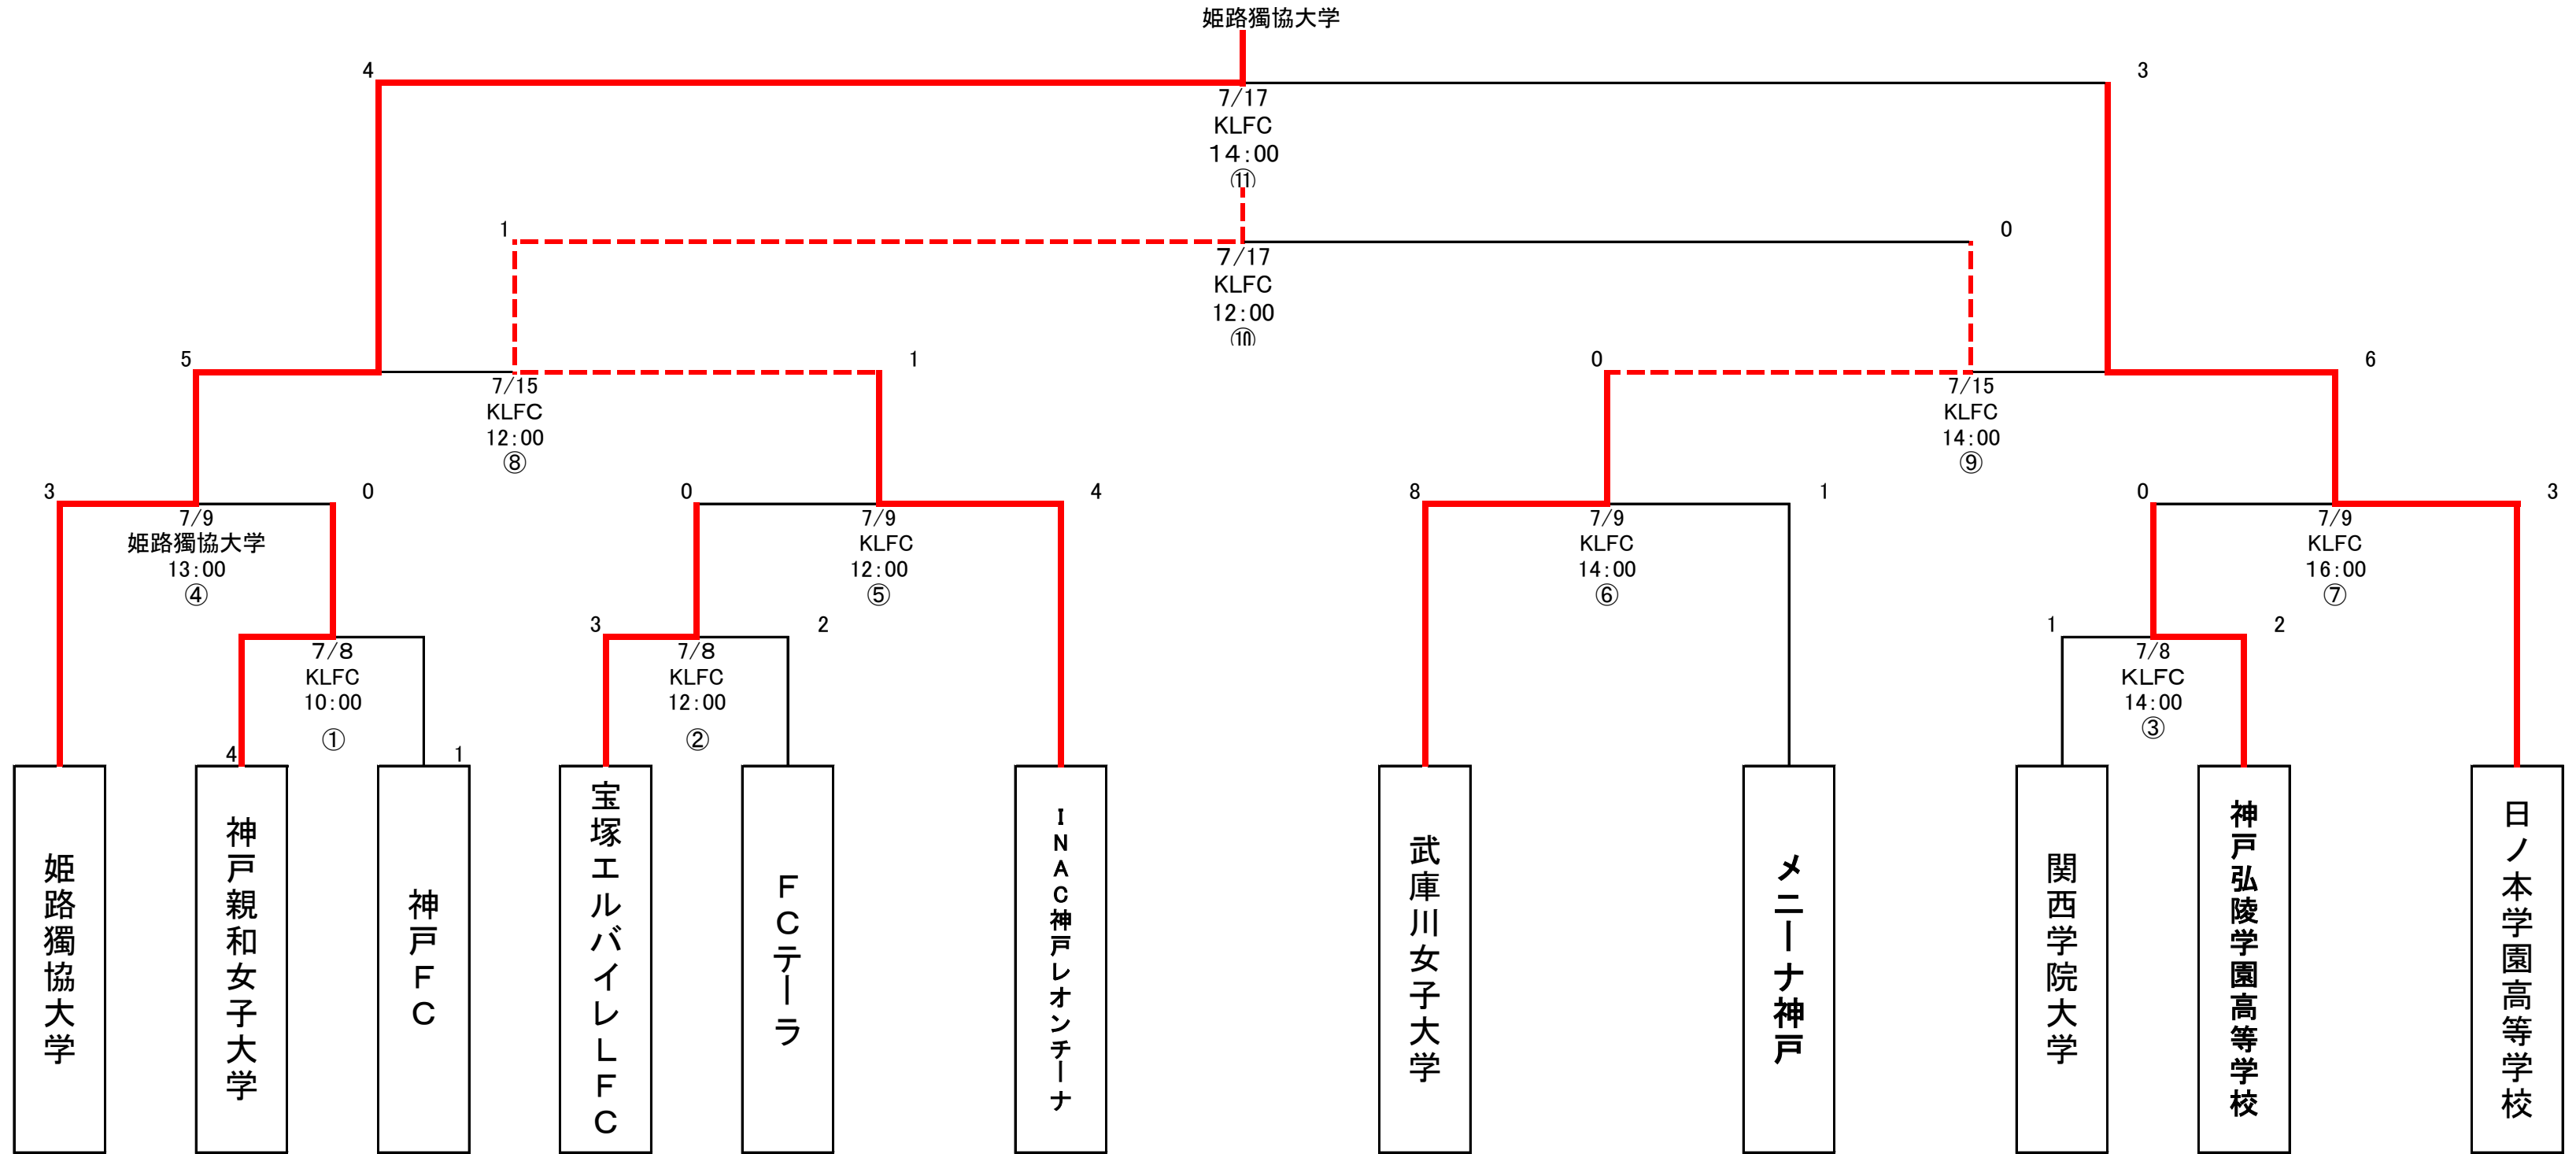 姫路獨協大学
4
3
7/17
KLFC
14:00
⑪
1
0
7/17
KLFC
12:00
⑩
5
1
0
6
7/15
KLFC
12:00
⑧
7/15
KLFC
14:00
⑨
3
0
0
4
8
1
0
3
7/9
姫路獨協大学
13:00
④
7/9
KLFC
12:00
⑤
7/9
KLFC
14:00
⑥
7/9
KLFC
16:00
⑦
3
2
1
2
7/8
KLFC
10:00
①
7/8
KLFC
12:00
②
7/8
KLFC
14:00
③
4
1
姫路獨協大学
神戸親和女子大学
神戸FC
宝塚エルバイレLFC
FCテーラ
INAC神戸レオンチーナ
武庫川女子大学
メニーナ神戸
関西学院大学
神戸弘陵学園高等学校
日ノ本学園高等学校